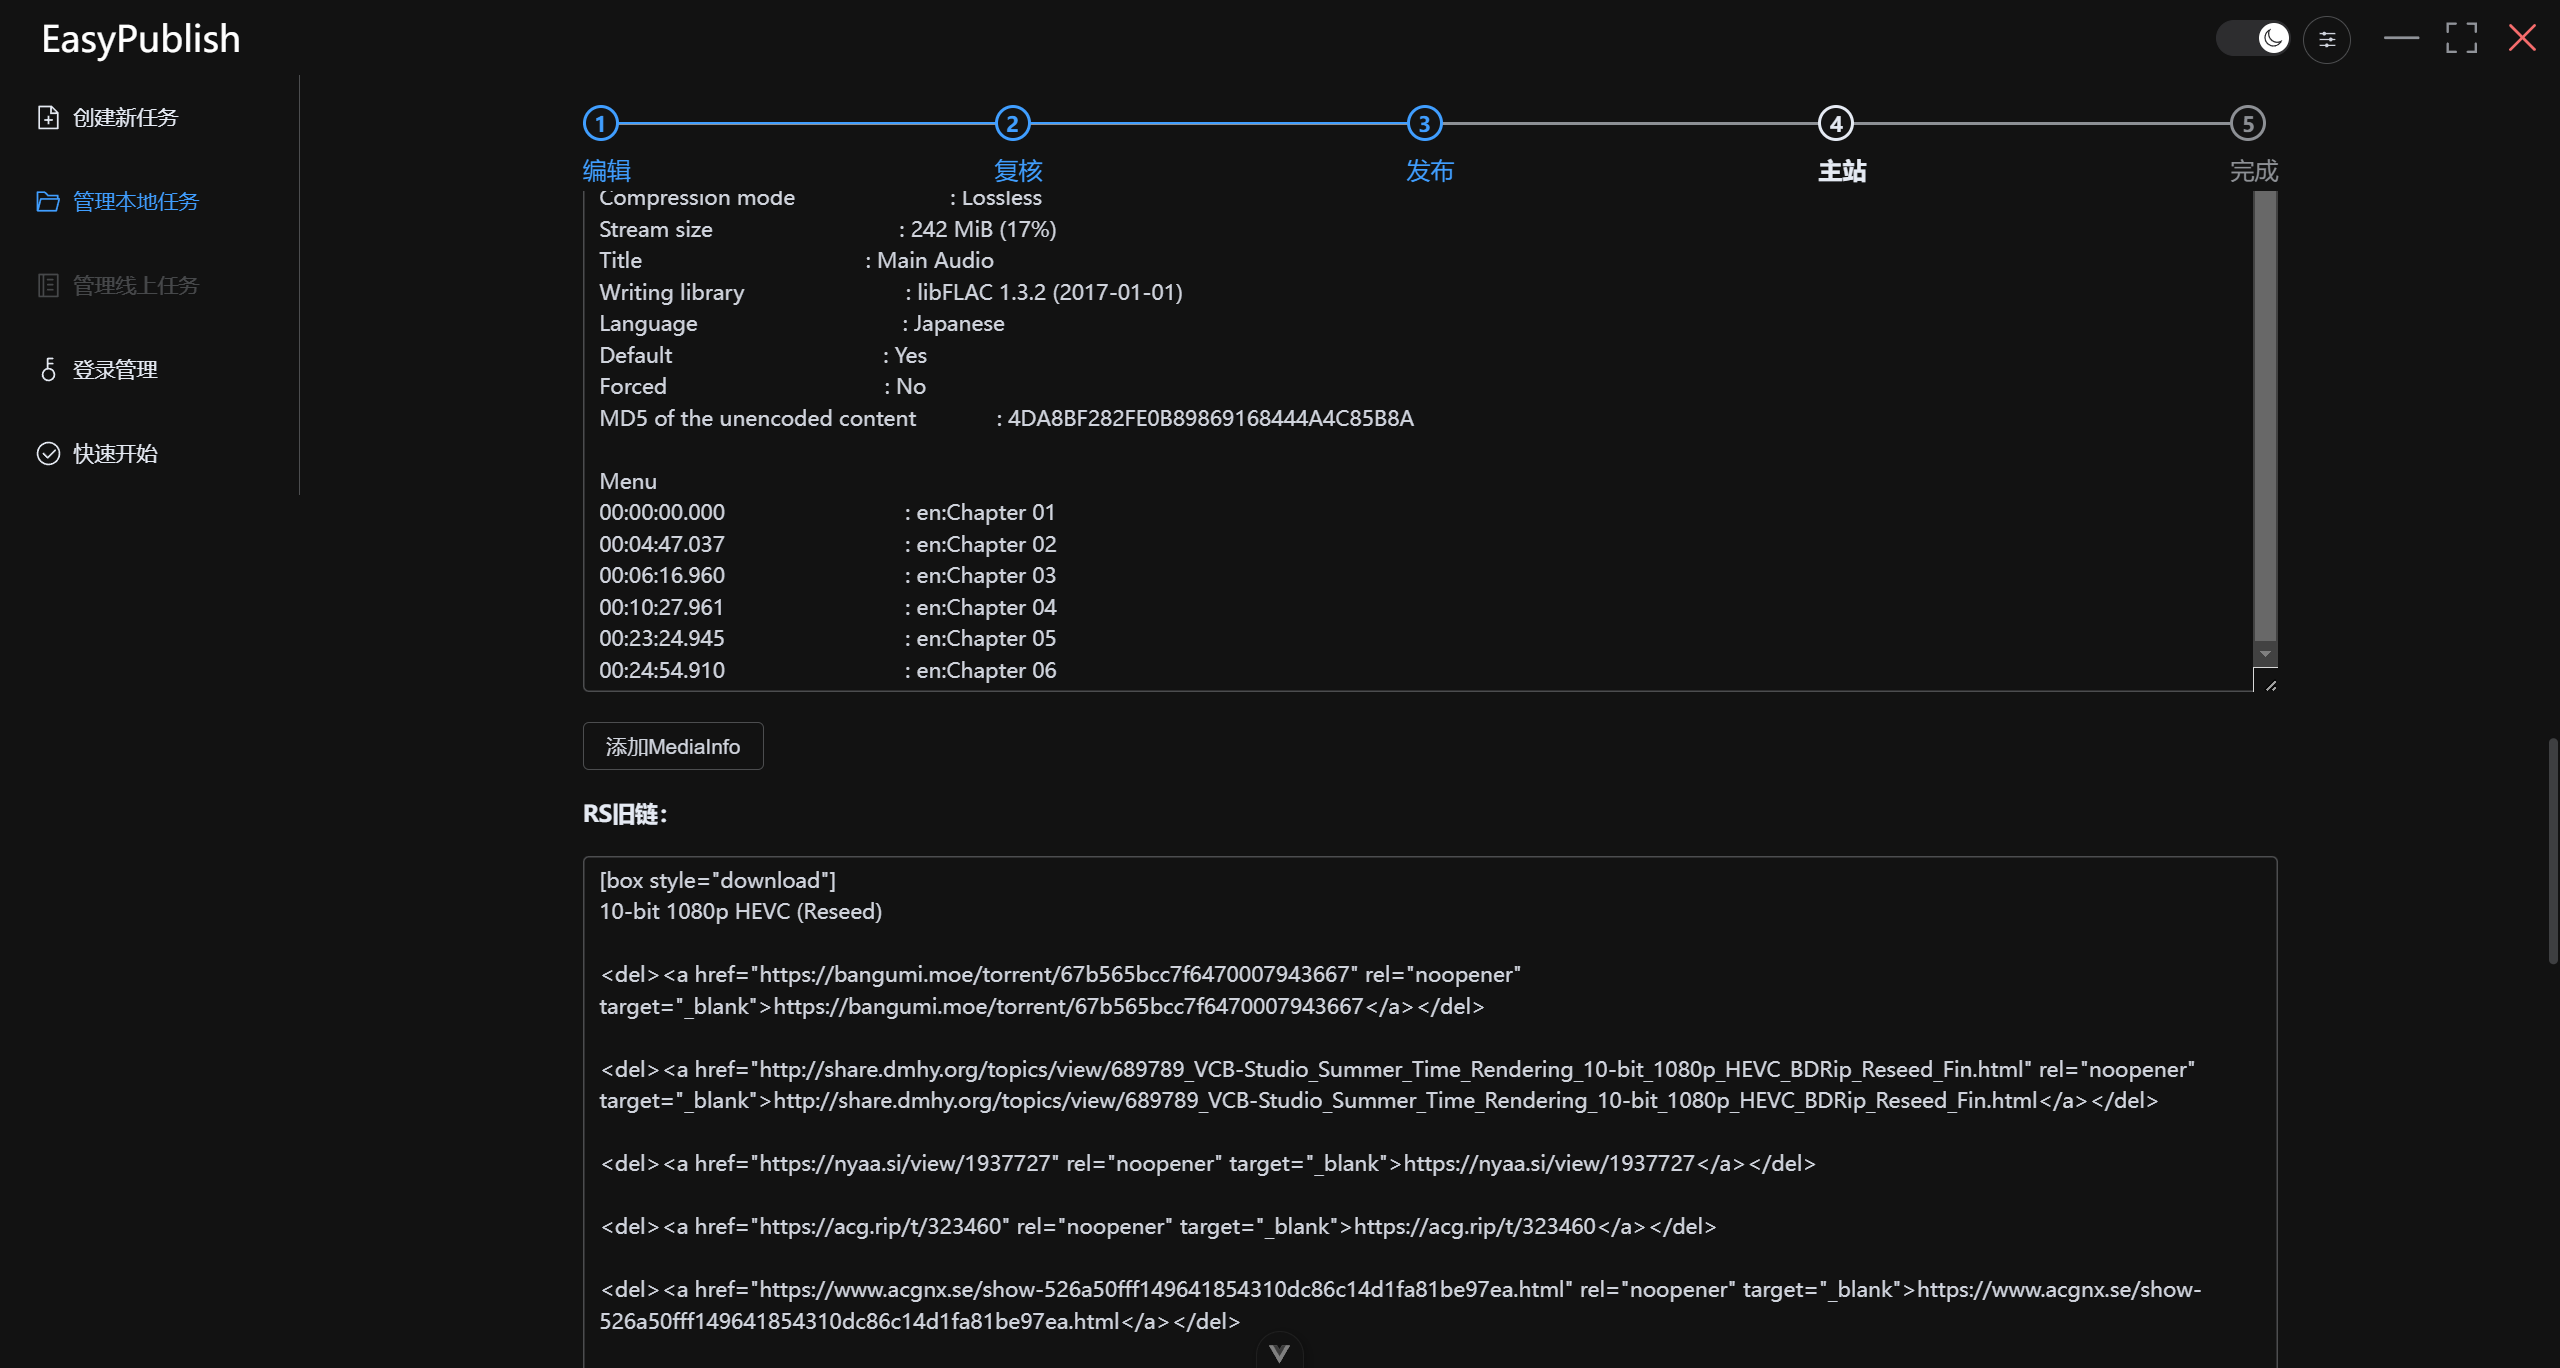 EasyPublish
创建新任务
管理本地任务
管理线上任务
登录管理
快速开始
1
2
3
4
5
编辑
复核
发布
主站
完成
Compression mode : Lossless
Stream size : 242 MiB (17%)
Title : Main Audio
Writing library : libFLAC 1.3.2 (2017-01-01)
Language : Japanese
Default : Yes
Forced : No
MD5 of the unencoded content : 4DA8BF282FE0B89869168444A4C85B8A
Menu
00:00:00.000 : en:Chapter 01
00:04:47.037 : en:Chapter 02
00:06:16.960 : en:Chapter 03
00:10:27.961 : en:Chapter 04
00:23:24.945 : en:Chapter 05
00:24:54.910 : en:Chapter 06
添加MediaInfo
RS旧链：
[box style="download"]
10-bit 1080p HEVC (Reseed)
<del><a href="https://bangumi.moe/torrent/67b565bcc7f6470007943667" rel="noopener"
target="_blank">https://bangumi.moe/torrent/67b565bcc7f6470007943667</a></del>
<del><a href="http://share.dmhy.org/topics/view/689789_VCB-Studio_Summer_Time_Rendering_10-bit_1080p_HEVC_BDRip_Reseed_Fin.html" rel="noopener"
target="_blank">http://share.dmhy.org/topics/view/689789_VCB-Studio_Summer_Time_Rendering_10-bit_1080p_HEVC_BDRip_Reseed_Fin.html</a></del>
<del><a href="https://nyaa.si/view/1937727" rel="noopener" target="_blank">https://nyaa.si/view/1937727</a></del>
<del><a href="https://acg.rip/t/323460" rel="noopener" target="_blank">https://acg.rip/t/323460</a></del>
<del><a href="https://www.acgnx.se/show-526a50fff149641854310dc86c14d1fa81be97ea.html" rel="noopener" target="_blank">https://www.acgnx.se/show-
526a50fff149641854310dc86c14d1fa81be97ea.html</a></del>